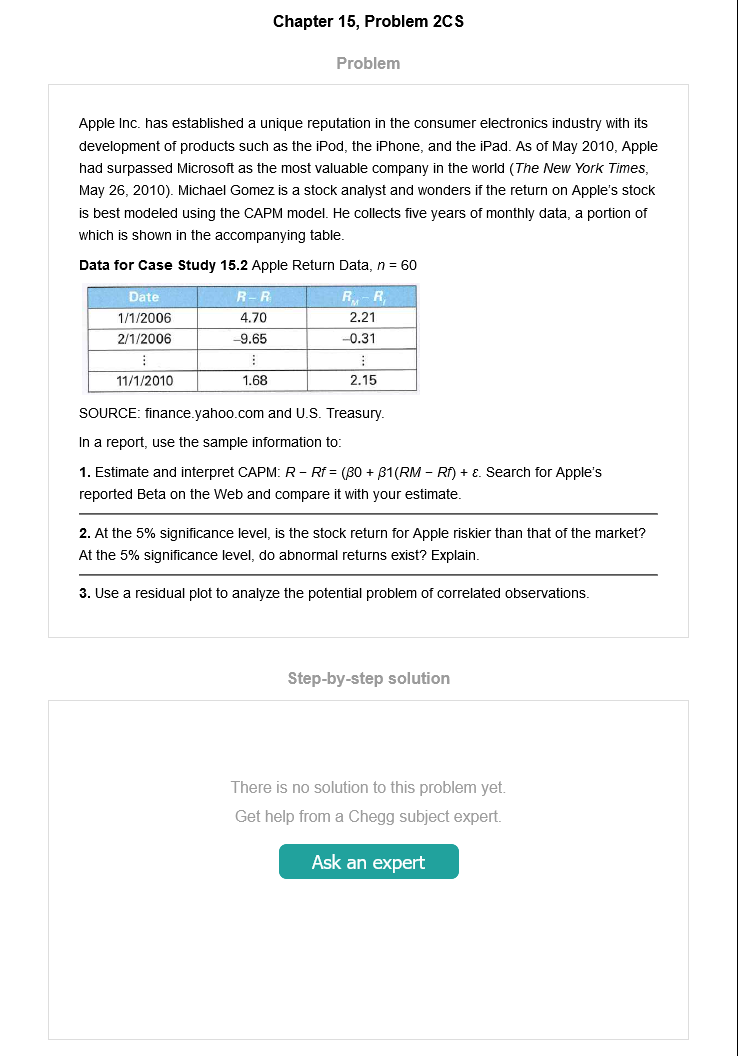 Chapter 15, Problem 2CS
Problem
Apple Inc. has established a unique reputation in the consumer electronics industry with its
development of products such as the iPod, the iPhone, and the iPad. As of May 2010, Apple
had surpassed Microsoft as the most valuable company in the world (The New York Times,
May 26, 2010). Michael Gomez is a stock analyst and wonders if the return on Apple's stock
is best modeled using the CAPM model. He collects five years of monthly data, a portion of
which is shown in the accompanying table.
Data for Case Study 15.2 Apple Return Data, n = 60
Date R – Rf RM – Rf
1/1/2006 4.70 2.21
2/1/2006 –9.65 –0.31
⋮ ⋮ ⋮
11/1/2010 1.68 2.15
SOURCE: finance.yahoo.com and U.S. Treasury.
In a report, use the sample information to:
1. Estimate and interpret CAPM: R − Rf = (β0 + β1(RM − Rf) + ε. Search for Apple's
reported Beta on the Web and compare it with your estimate.
2. At the 5% significance level, is the stock return for Apple riskier than that of the market?
At the 5% significance level, do abnormal returns exist? Explain.
3. Use a residual plot to analyze the potential problem of correlated observations.
Step-by-step solution
There is no solution to this problem yet.
Get help from a Chegg subject expert.
Ask an expert